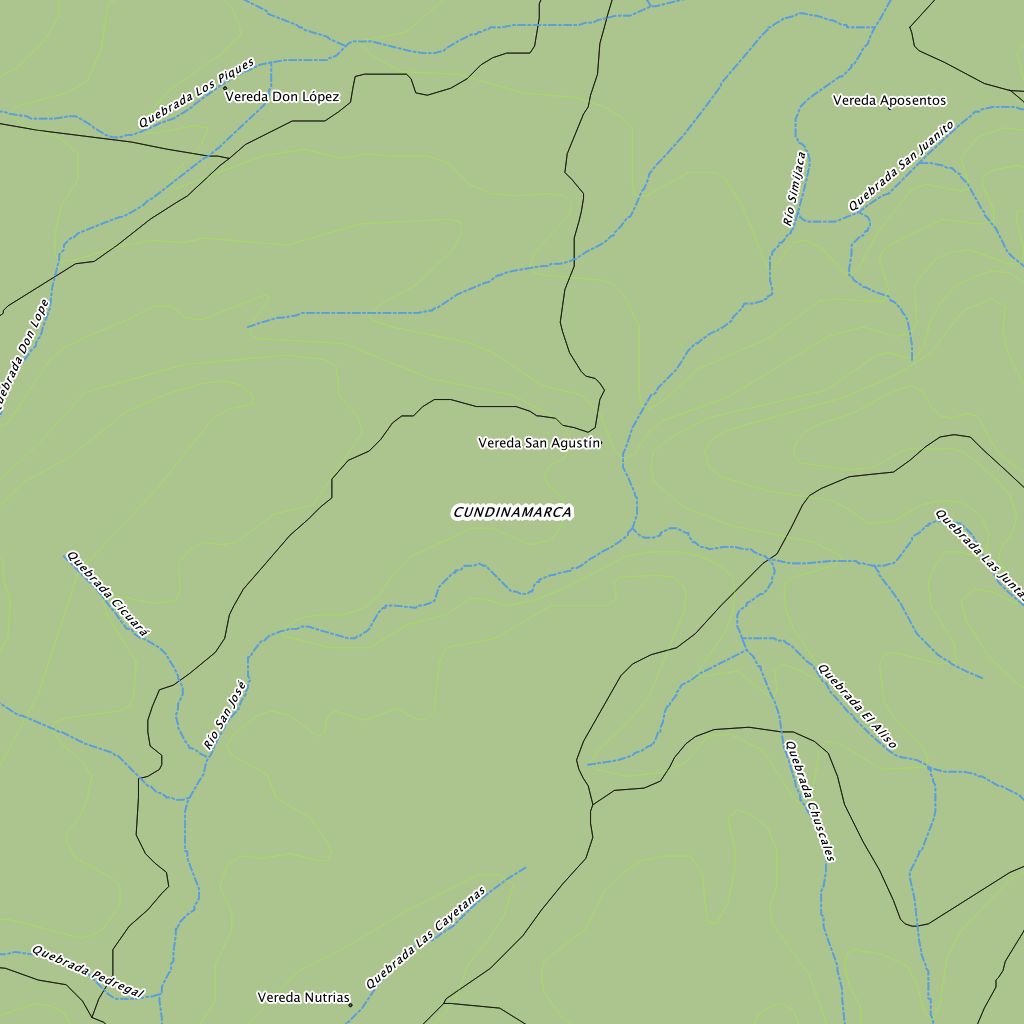 Quebrada Los Piques
Vereda Don López
Vereda Aposentos
Quebrada San Juanito
Río Simijaca
Quebrada Don Lope
Vereda San Agustín
CUNDINAMARCA
Quebrada Las Juntas
Quebrada Cicuará
Río San José
Quebrada El Aliso
Quebrada Chuscales
Quebrada Las Cayetanas
Quebrada Pedregal
Vereda Nutrias